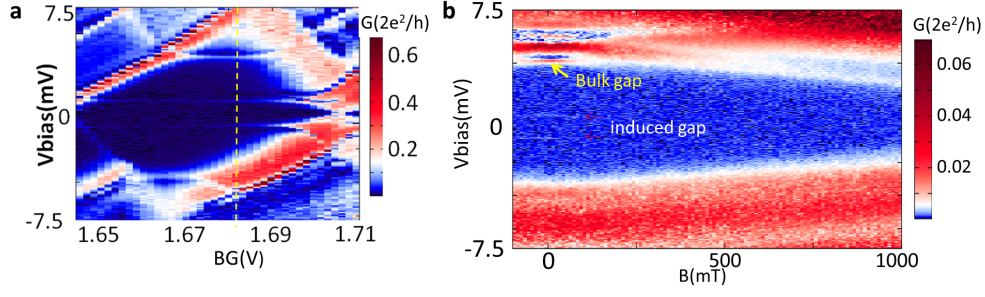 a
G(2e²/h)
7.5
0
-7.5
Vbias(mV)
0.6
0.4
0.2
1.65
1.67
1.69
1.71
BG(V)
b
G(2e²/h)
7.5
0
-7.5
Vbias(mV)
Bulk gap
induced gap
0.06
0.04
0.02
0
500
1000
B(mT)